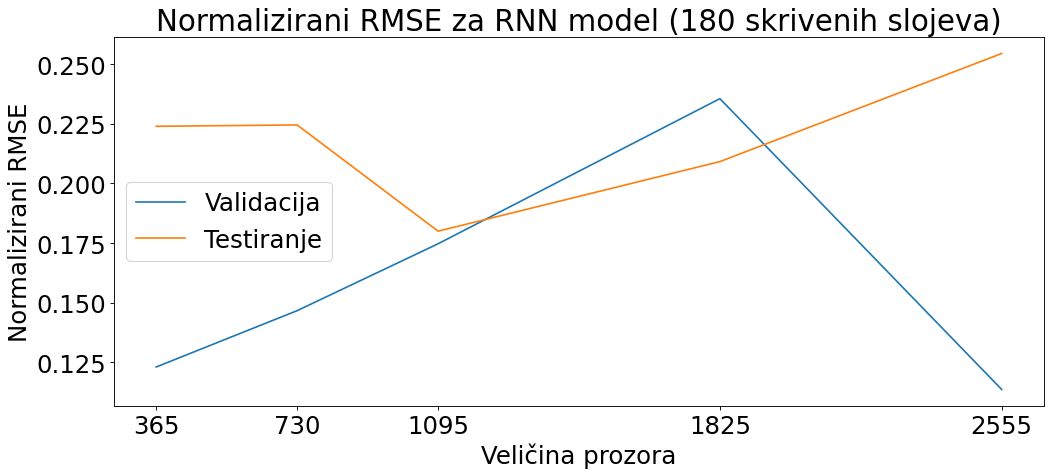 Normalizirani RMSE za RNN model (180 skrivenih slojeva)
Normalizirani RMSE
0.250
0.225
0.200
0.175
0.150
0.125
Validacija
Testiranje
365 730 1095 1825 2555
Veličina prozora